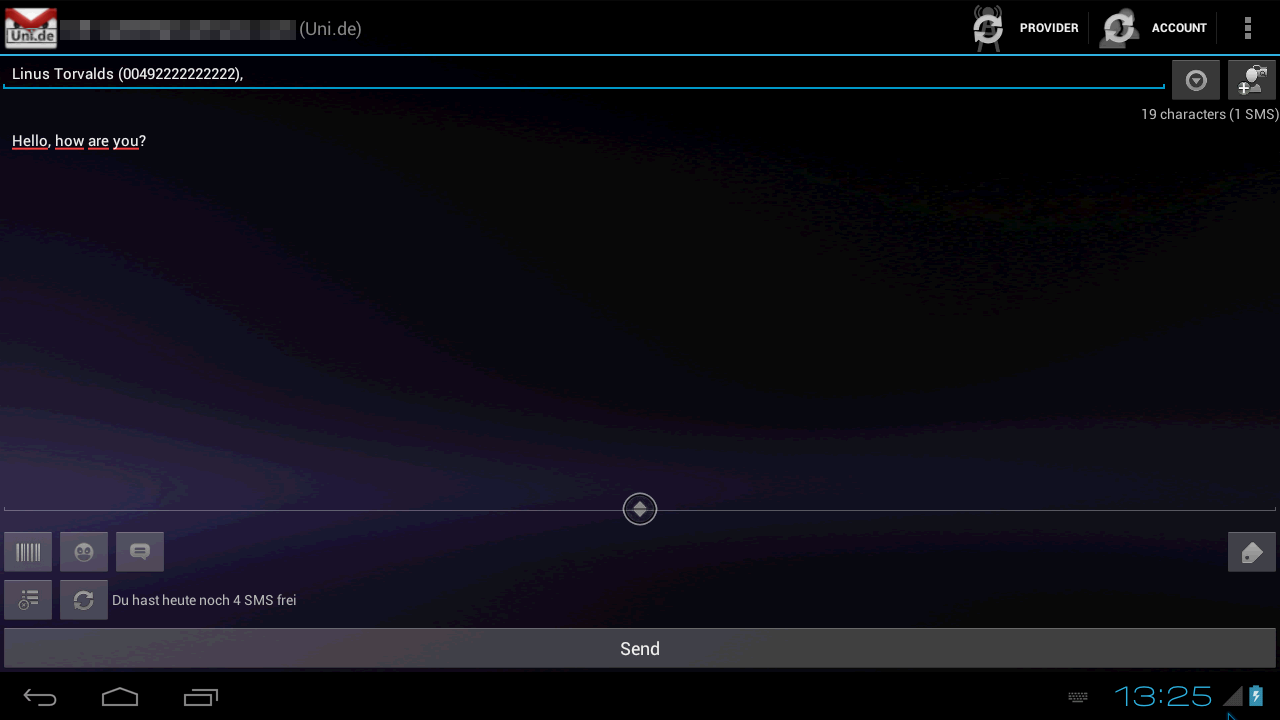 Uni.de (Uni.de) PROVIDER ACCOUNT
Linus Torvalds (00492222222222),
19 characters (1 SMS)
Hello, how are you?
Du hast heute noch 4 SMS frei
Send
13:25